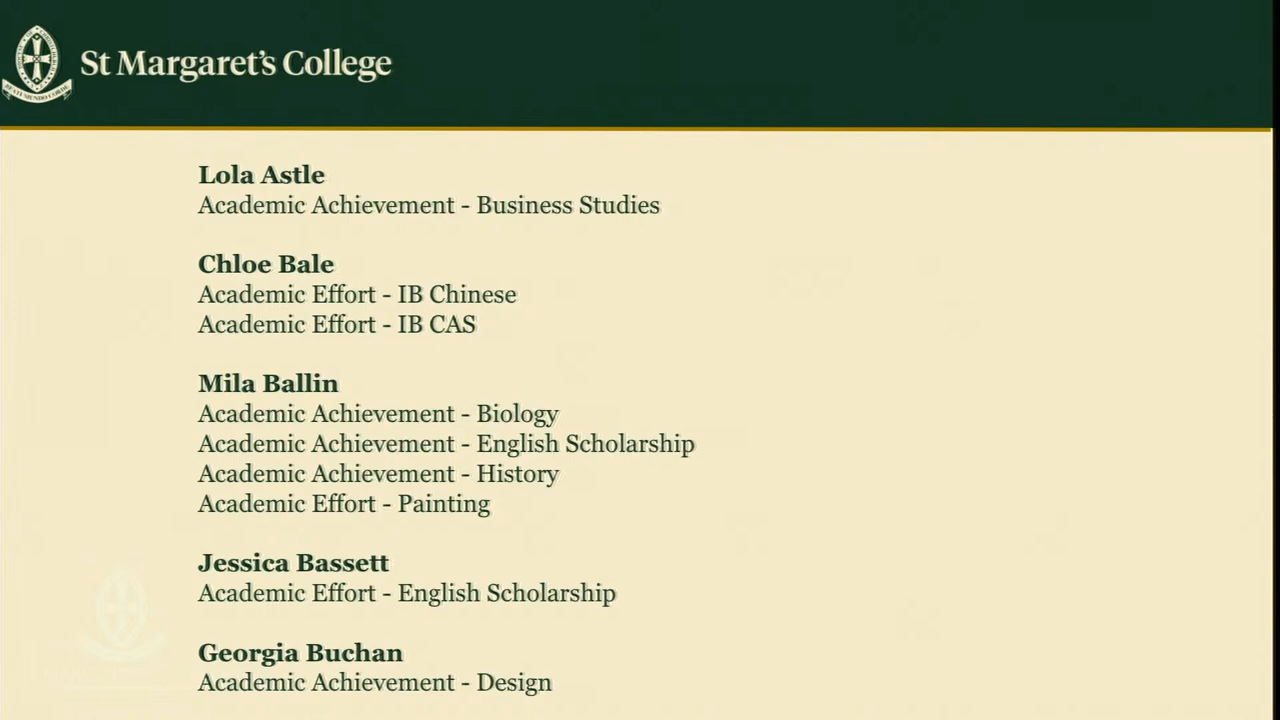 St Margaret's College
Lola Astle
Academic Achievement - Business Studies
Chloe Bale
Academic Effort - IB Chinese
Academic Effort - IB CAS
Mila Ballin
Academic Achievement - Biology
Academic Achievement - English Scholarship
Academic Achievement - History
Academic Effort - Painting
Jessica Bassett
Academic Effort - English Scholarship
Georgia Buchan
Academic Achievement - Design